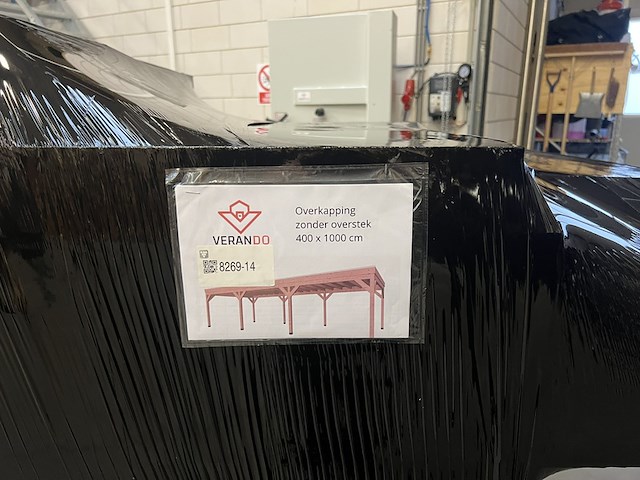 Overkapping
zonder overstek
400 x 1000 cm
VERANDO
8269-14